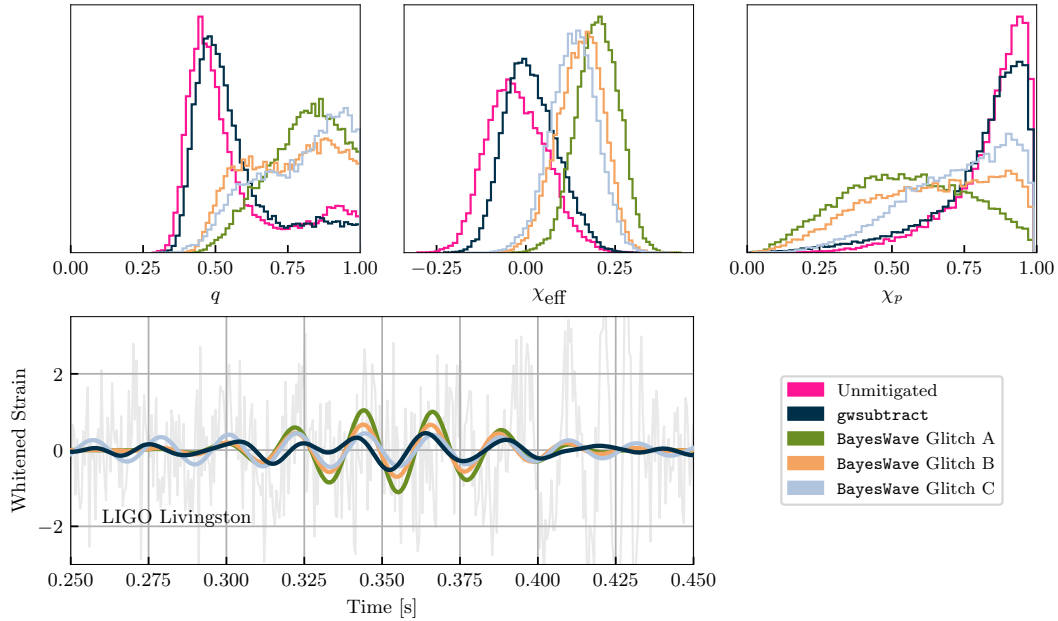 0.00 0.25 0.50 0.75 1.00
q
−0.25 0.00 0.25
χeff
0.00 0.25 0.50 0.75 1.00
χp
Whitened Strain
2
0
−2
LIGO Livingston
0.250 0.275 0.300 0.325 0.350 0.375 0.400 0.425 0.450
Time [s]
Unmitigated
gwsubtract
BayesWave Glitch A
BayesWave Glitch B
BayesWave Glitch C